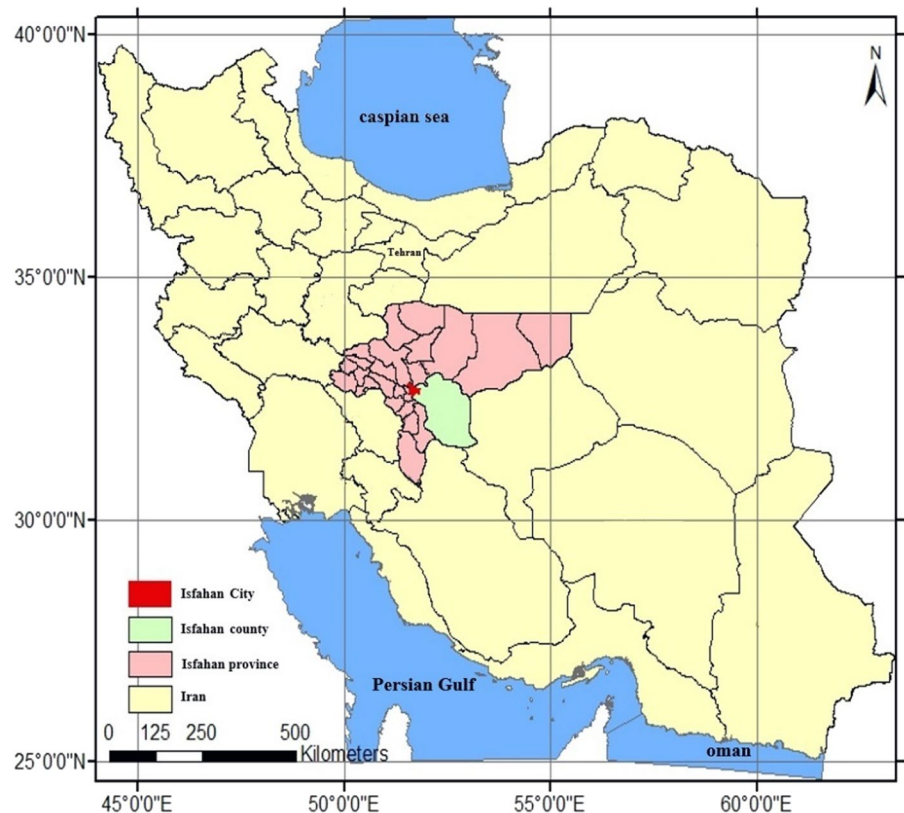 40°0'0"N
N
caspian sea
Tehran
35°0'0"N
30°0'0"N
Isfahan City
Isfahan county
Isfahan province
Iran
Persian Gulf
0 125 250 500
Kilometers
oman
25°0'0"N
45°0'0"E 50°0'0"E 55°0'0"E 60°0'0"E